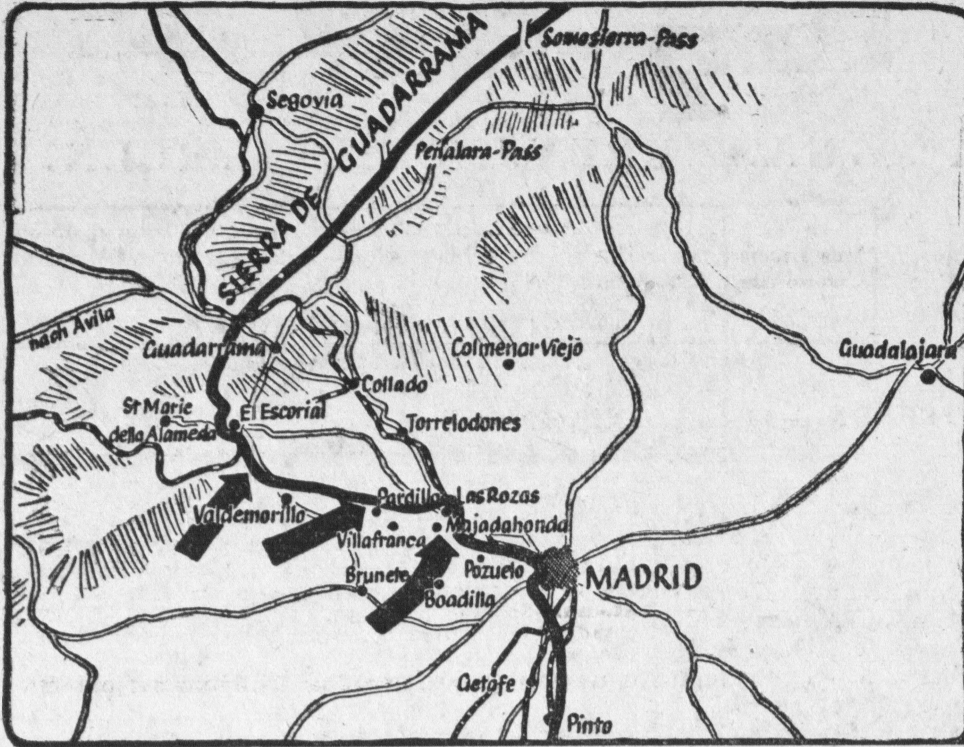 Somosierra-Pass
Segovia
SIERRA DE GUADARRAMA
Peñalara-Pass
nach Avila
Guadarrama
Colmenar Viejo
Guadalajara
Collado
St Marie
della Alameda
El Escorial
Torrelodones
Valdemorillo
Pardillo
Las Rozas
Villafranca
Majadahonda
Brunete
Pozuelo
Boadilla
MADRID
Getafe
Pinto